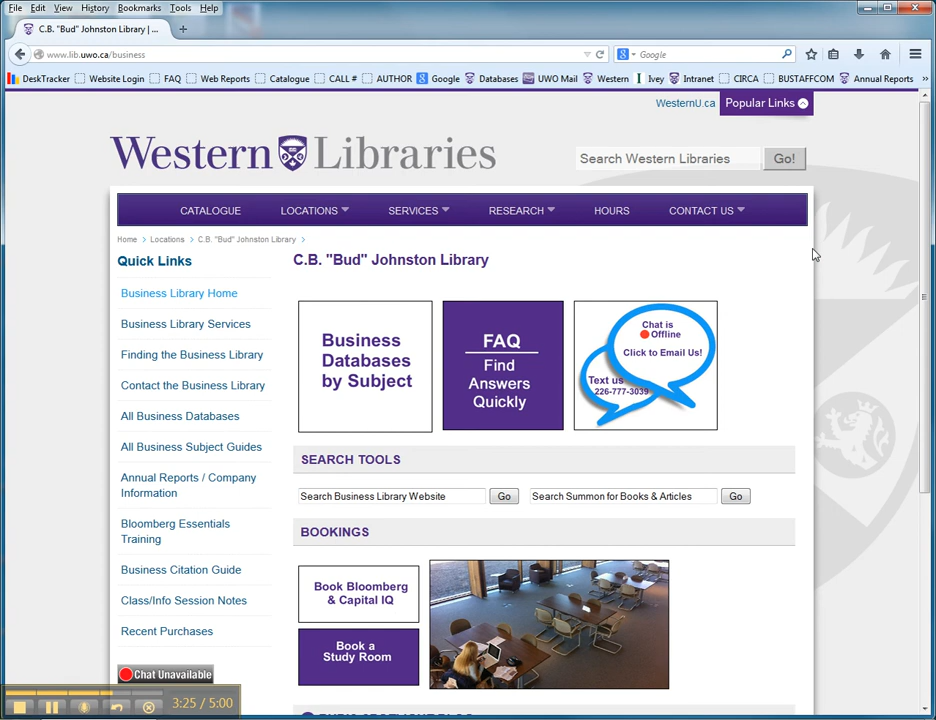 File Edit View History Bookmarks Tools Help
C.B. "Bud" Johnston Library | ...
www.lib.uwo.ca/business
Google
DeskTracker Website Login FAQ Web Reports Catalogue CALL # AUTHOR Google Databases UWO Mail Western Ivey Intranet CIRCA BUSTAFFCOM Annual Reports »
WesternU.ca Popular Links
Western Libraries
Search Western Libraries Go!
CATALOGUE LOCATIONS SERVICES RESEARCH HOURS CONTACT US
Home > Locations > C.B. "Bud" Johnston Library >
Quick Links
Business Library Home
Business Library Services
Finding the Business Library
Contact the Business Library
All Business Databases
All Business Subject Guides
Annual Reports / Company
Information
Bloomberg Essentials
Training
Business Citation Guide
Class/Info Session Notes
Recent Purchases
Chat Unavailable
C.B. "Bud" Johnston Library
Business
Databases
by Subject
FAQ
Find
Answers
Quickly
Chat is
Offline
Click to Email Us!
Text us
226-777-3039
SEARCH TOOLS
Search Business Library Website Go Search Summon for Books & Articles Go
BOOKINGS
Book Bloomberg
& Capital IQ
Book a
Study Room
3:25 / 5:00